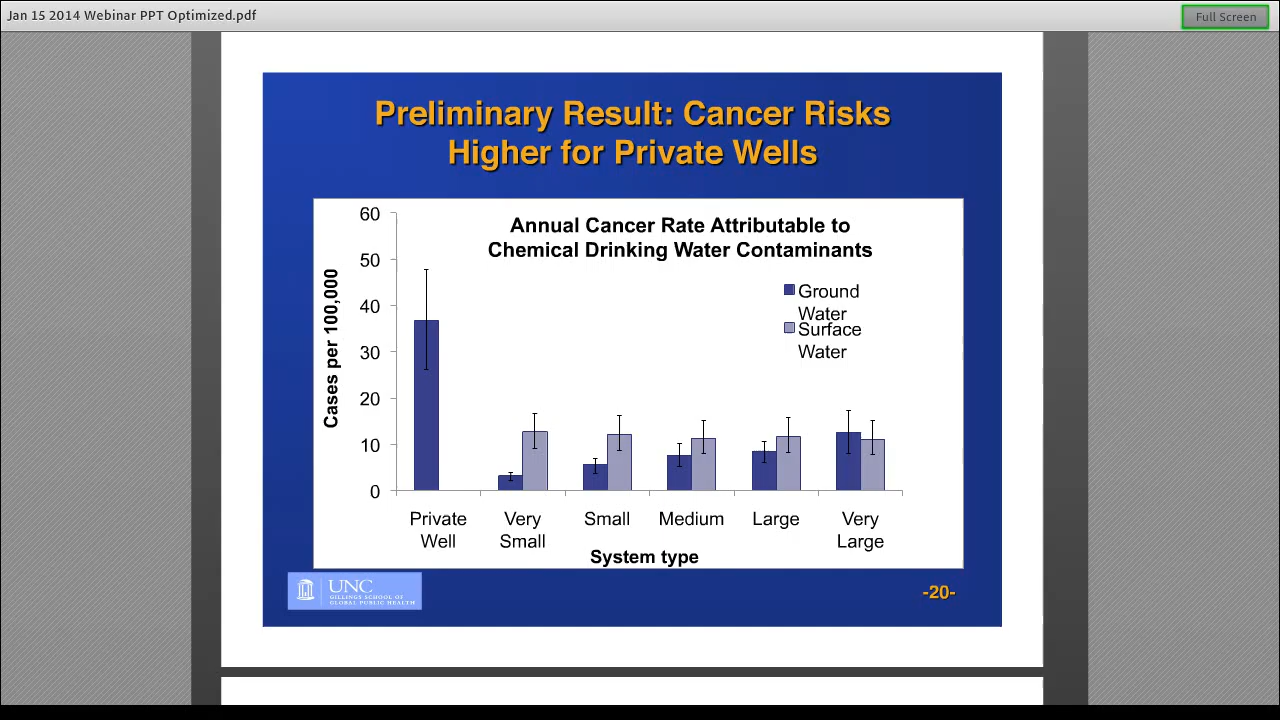 Jan 15 2014 Webinar PPT Optimized.pdf
Full Screen
Preliminary Result: Cancer Risks
Higher for Private Wells
Annual Cancer Rate Attributable to
Chemical Drinking Water Contaminants
Cases per 100,000
60
50
40
30
20
10
0
Ground
Water
Surface
Water
Private
Well
Very
Small
Small
Medium
Large
Very
Large
System type
UNC
GILLINGS SCHOOL OF
GLOBAL PUBLIC HEALTH
-20-